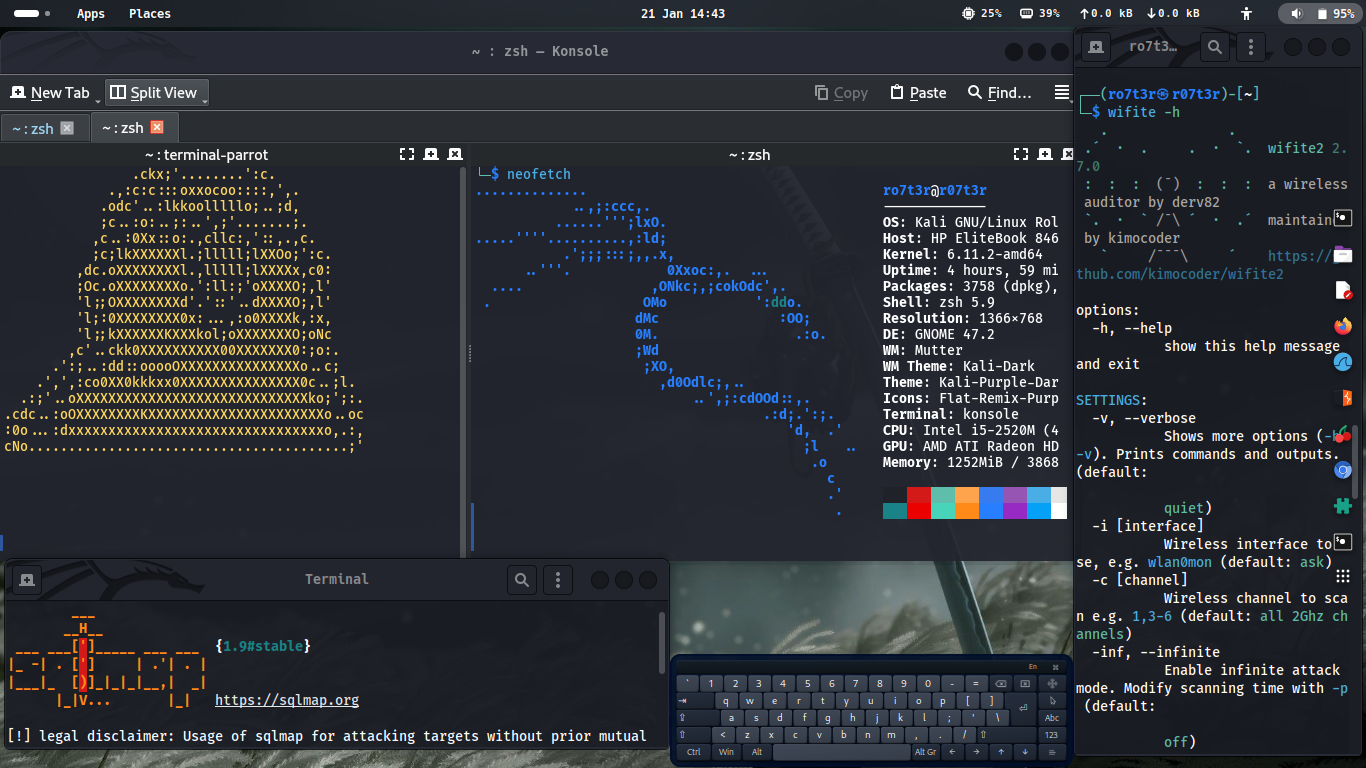 Apps Places 21 Jan 14:43 25% 39% ↑0.0 kB ↓0.0 kB 95%
~ : zsh — Konsole
New Tab Split View Copy Paste Find...
~ : zsh ~ : zsh
~ : terminal-parrot ~ : zsh
└─$ neofetch
ro7t3r@r07t3r
OS: Kali GNU/Linux Rol
Host: HP EliteBook 846
Kernel: 6.11.2-amd64
Uptime: 4 hours, 59 mi
Packages: 3758 (dpkg),
Shell: zsh 5.9
Resolution: 1366×768
DE: GNOME 47.2
WM: Mutter
WM Theme: Kali-Dark
Theme: Kali-Purple-Dar
Icons: Flat-Remix-Purp
Terminal: konsole
CPU: Intel i5-2520M (4
GPU: AMD ATI Radeon HD
Memory: 1252MiB / 3868
ro7t3…
┌──(ro7t3r㉿r07t3r)-[~]
└─$ wifite -h
wifite2 2.
7.0
a wireless
auditor by derv82
maintain
by kimocoder
https://
thub.com/kimocoder/wifite2
options:
-h, --help
show this help message
and exit
SETTINGS:
-v, --verbose
Shows more options (-h
-v). Prints commands and outputs.
(default:
quiet)
-i [interface]
Wireless interface to
se, e.g. wlan0mon (default: ask)
-c [channel]
Wireless channel to sca
n e.g. 1,3-6 (default: all 2Ghz ch
annels)
-inf, --infinite
Enable infinite attack
mode. Modify scanning time with -p
(default:
off)
Terminal
{1.9#stable}
https://sqlmap.org
[!] legal disclaimer: Usage of sqlmap for attacking targets without prior mutual
En
` 1 2 3 4 5 6 7 8 9 0 - =
q w e r t y u i o p [ ]
a s d f g h j k l ; ' \ Abc
< z x c v b n m , . / 123
Ctrl Win Alt Alt Gr